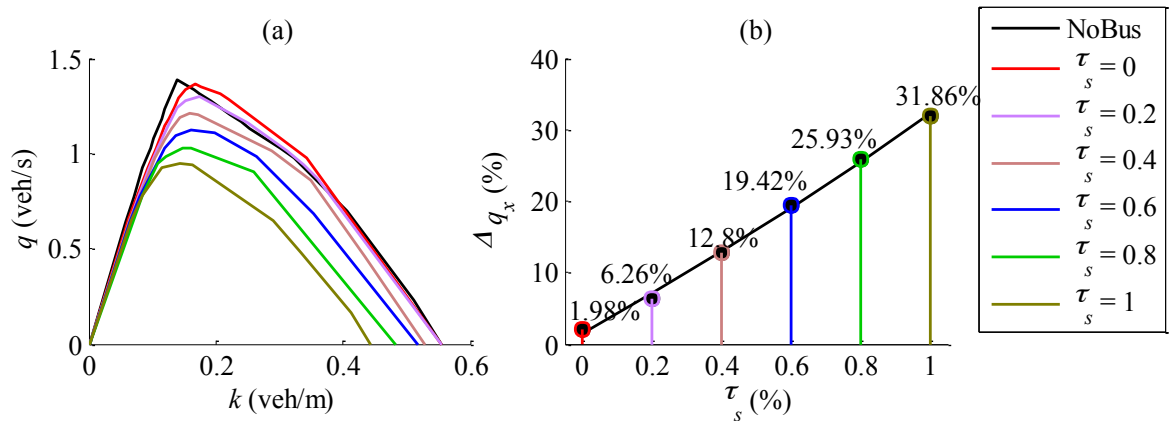 (a)
q (veh/s)
1.5
1
0.5
0
0 0.2 0.4 0.6
k (veh/m)
(b)
Δ q_x (%)
40
30
20
10
0
1.98%
6.26%
12.8%
19.42%
25.93%
31.86%
0 0.2 0.4 0.6 0.8 1
τ_s (%)
NoBus
τ_s = 0
τ_s = 0.2
τ_s = 0.4
τ_s = 0.6
τ_s = 0.8
τ_s = 1